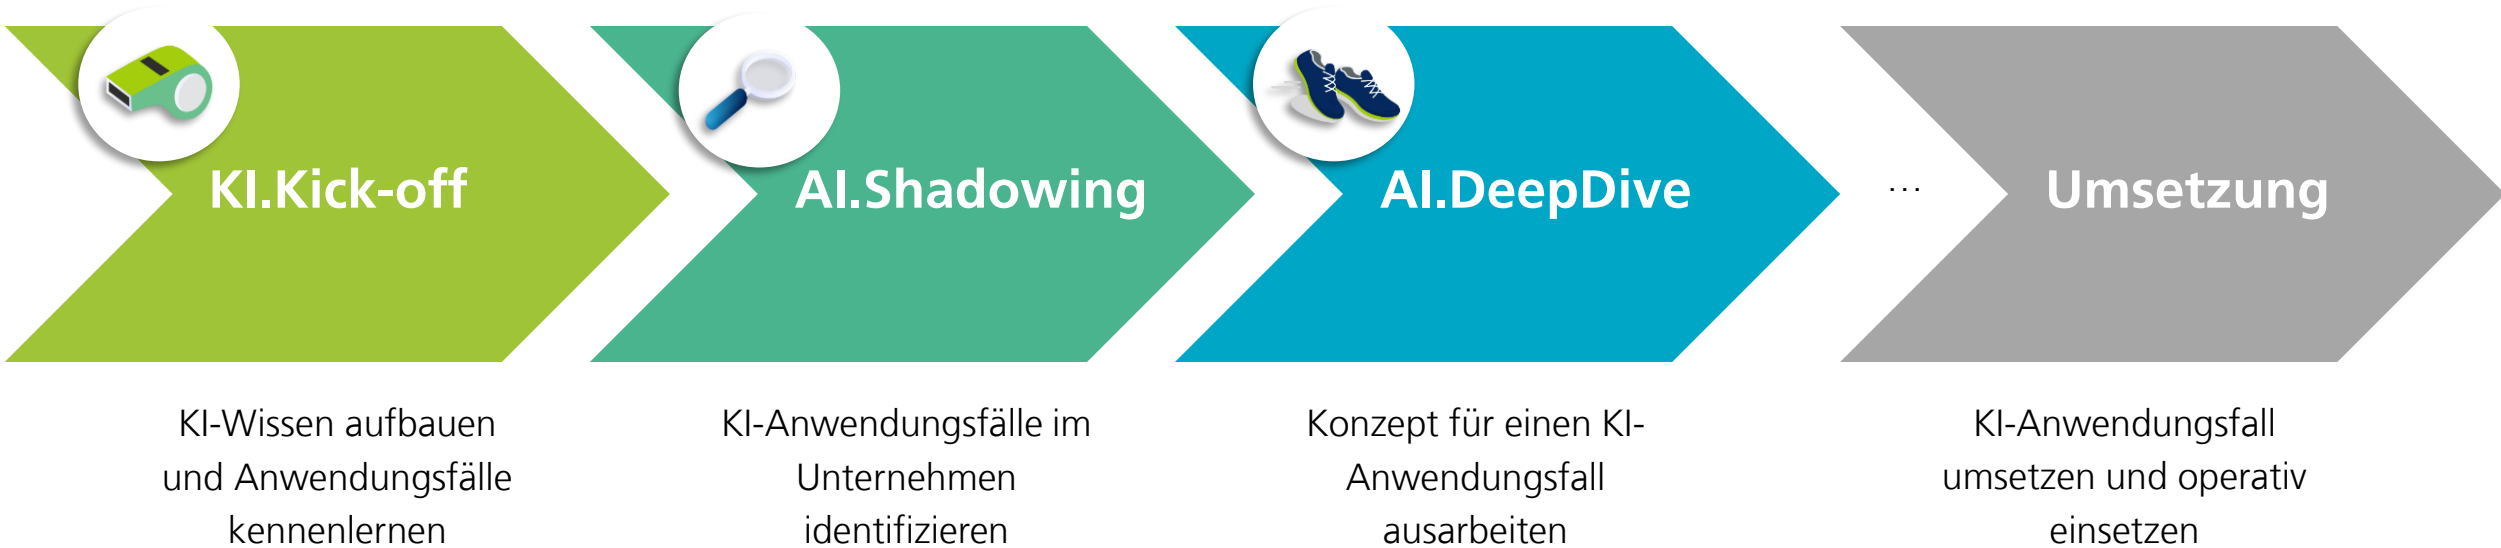 KI.Kick-off
AI.Shadowing
AI.DeepDive
...
Umsetzung
KI-Wissen aufbauen
und Anwendungsfälle
kennenlernen
KI-Anwendungsfälle im
Unternehmen
identifizieren
Konzept für einen KI-
Anwendungsfall
ausarbeiten
KI-Anwendungsfall
umsetzen und operativ
einsetzen